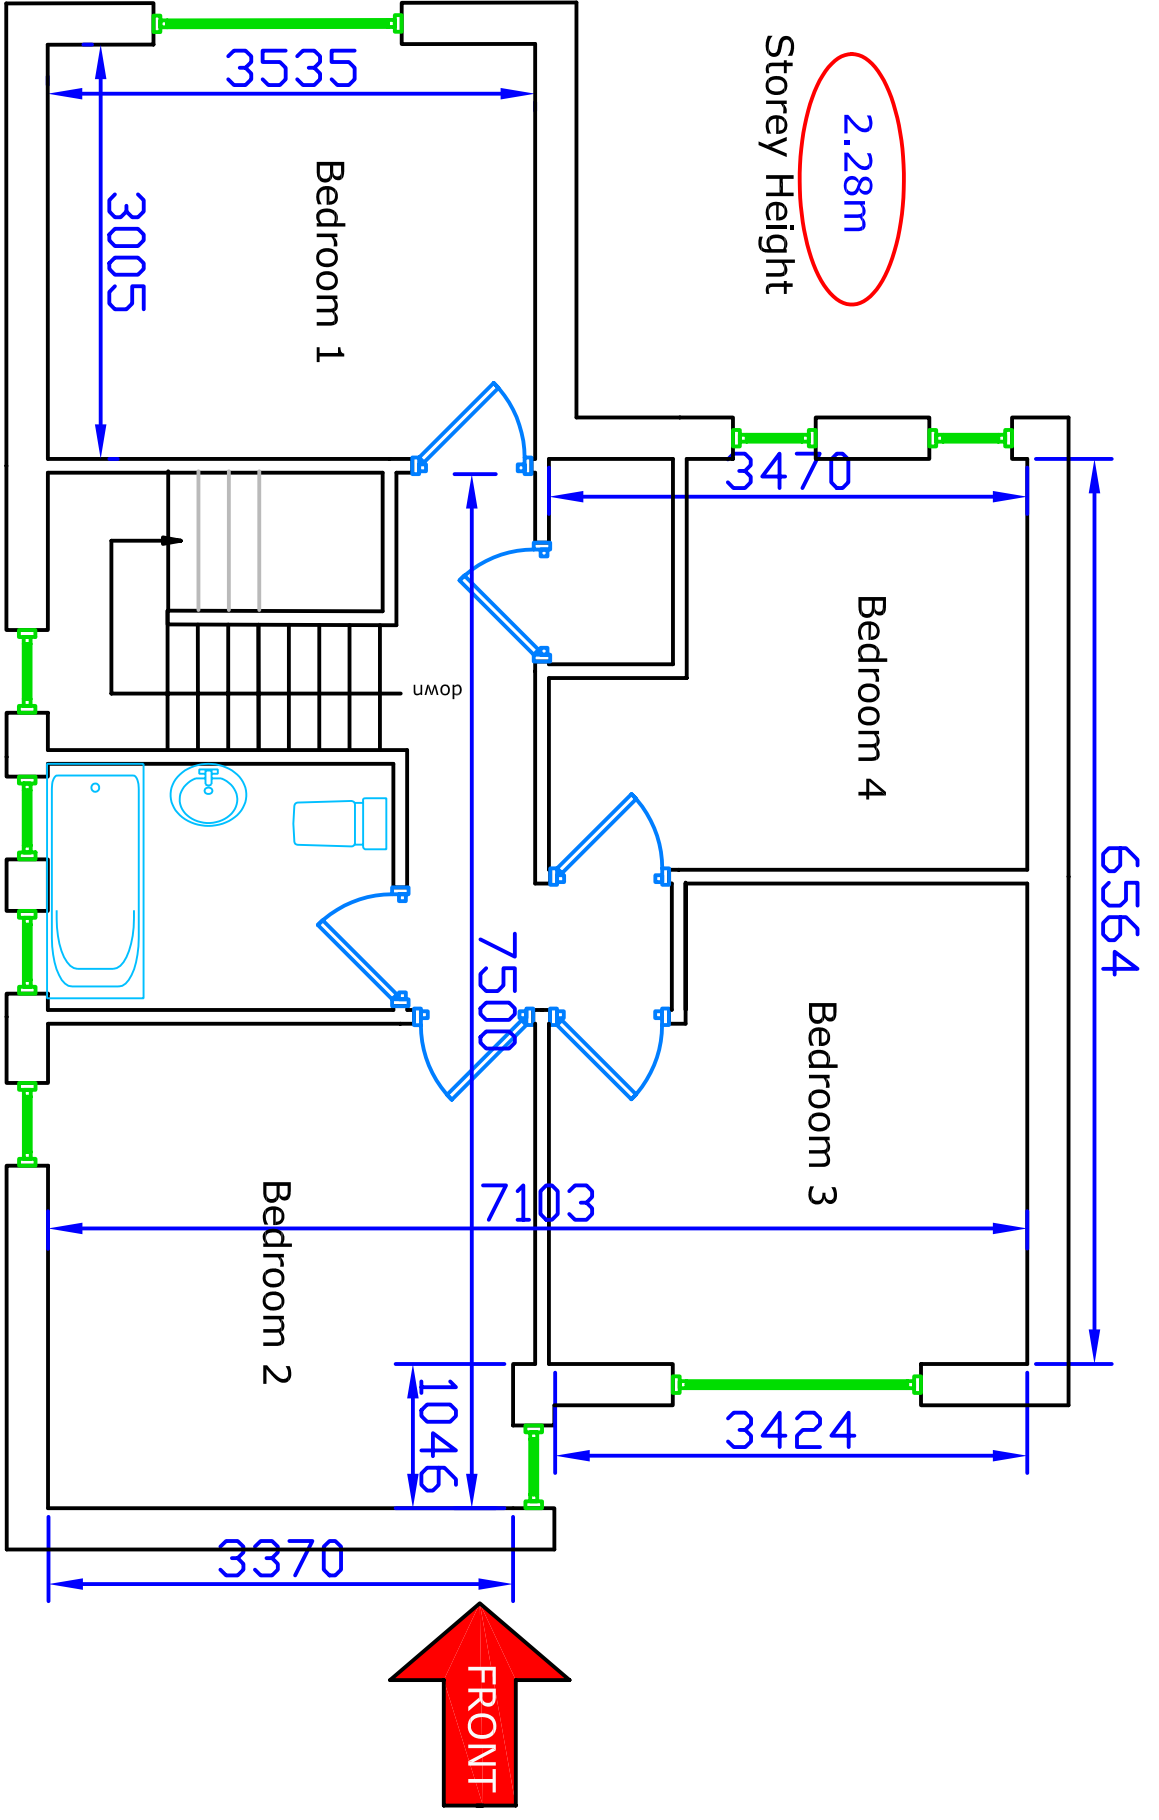 2.28m
Storey Height
3535
3005
Bedroom 1
3470
Bedroom 4
6564
down
7500
Bedroom 3
7103
Bedroom 2
1046
3424
3370
FRONT